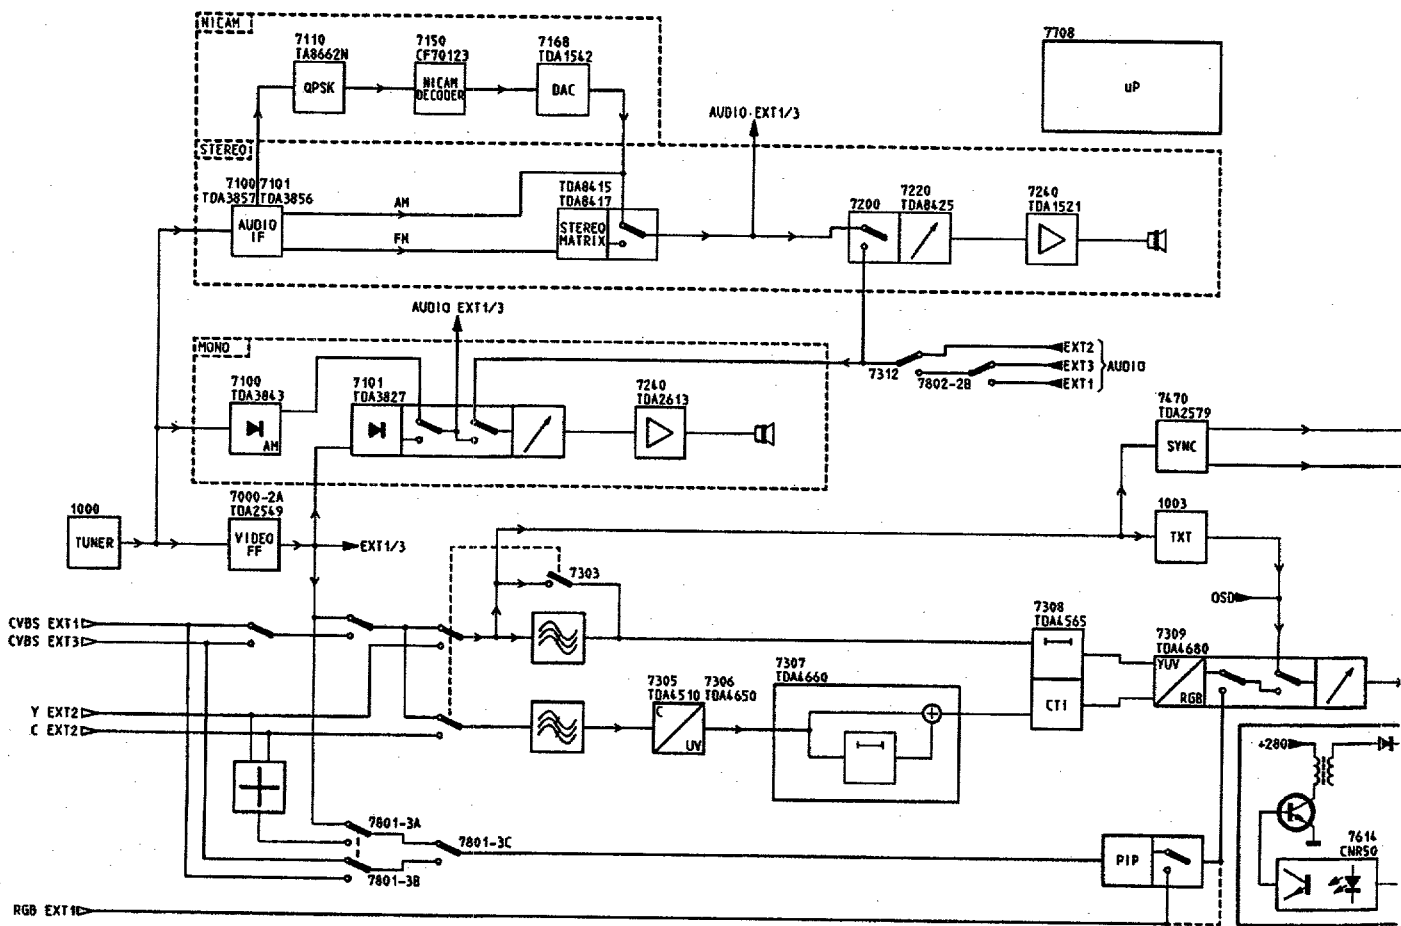 NICAM
7110
TA8662N
QPSK
7150
CF70123
NICAM
DECODER
7168
TDA1542
DAC
7708
uP
AUDIO.EXT1/3
STEREO
7100 7101
TDA3857 TDA3856
AUDIO
IF
AM
FM
TDA8415
TDA8417
STEREO
MATRIX
7200
7220
TDA8425
7240
TDA1521
AUDIO EXT1/3
MONO
7100
TDA3843
AM
7101
TDA3827
7240
TDA2613
7312
7802-2B
EXT2
EXT3
EXT1
AUDIO
7470
TDA2579
SYNC
1000
TUNER
7000-2A
TDA2549
VIDEO
FF
EXT1/3
7303
1003
TXT
OSD
CVBS EXT1
CVBS EXT3
7308
TDA4565
CTI
7309
TDA4680
YUV
RGB
7305
TDA4510
7306
TDA4650
C
UV
7307
TDA4660
Y EXT2
C EXT2
+280
7801-3A
7801-3C
7801-3B
PIP
7614
CNR50
RGB EXT1